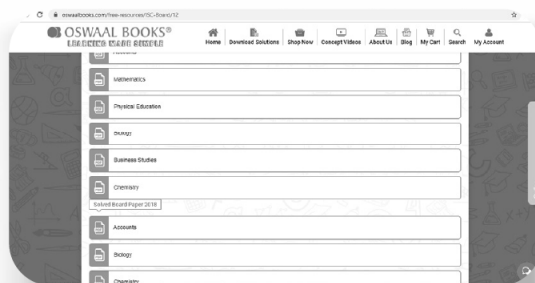 oswaalbooks.com/free-resources/ISC-Board/12
OSWAAL BOOKS®
LEARNING MADE SIMPLE
Home
Download Solutions
Shop Now
Concept Videos
About Us
Blog
My Cart
Search
My Account
Mathematics
Physical Education
Biology
Business Studies
Chemistry
Solved Board Paper 2018
Accounts
Biology
Chemistry